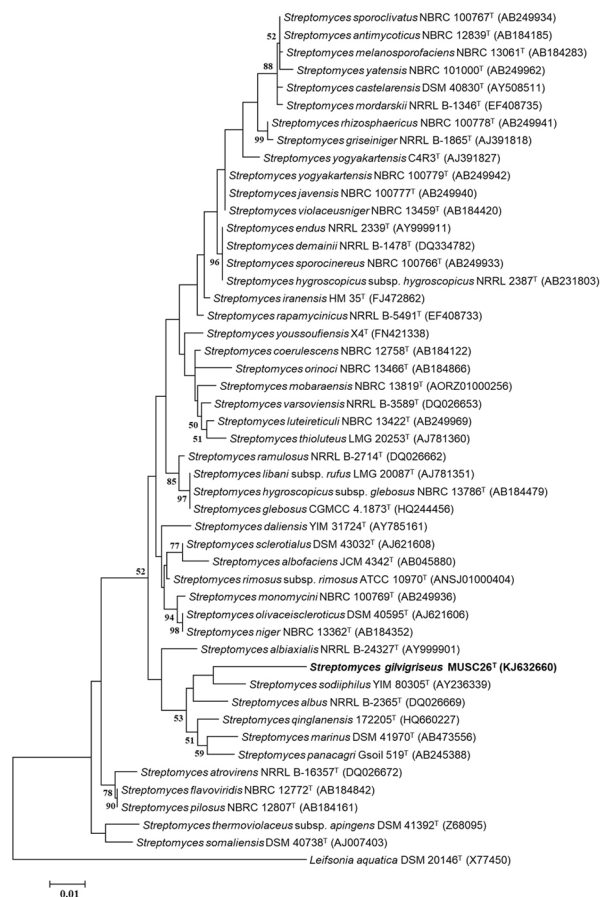 Streptomyces sporoclivatus NBRC 100767ᵀ (AB249934)
52
Streptomyces antimycoticus NBRC 12839ᵀ (AB184185)
Streptomyces melanosporofaciens NBRC 13061ᵀ (AB184283)
88
Streptomyces yatensis NBRC 101000ᵀ (AB249962)
Streptomyces castelarensis DSM 40830ᵀ (AY508511)
Streptomyces mordarskii NRRL B-1346ᵀ (EF408735)
Streptomyces rhizosphaericus NBRC 100778ᵀ (AB249941)
99
Streptomyces griseiniger NRRL B-1865ᵀ (AJ391818)
Streptomyces yogyakartensis C4R3ᵀ (AJ391827)
Streptomyces yogyakartensis NBRC 100779ᵀ (AB249942)
Streptomyces javensis NBRC 100777ᵀ (AB249940)
Streptomyces violaceusniger NBRC 13459ᵀ (AB184420)
Streptomyces endus NRRL 2339ᵀ (AY999911)
Streptomyces demainii NRRL B-1478ᵀ (DQ334782)
96
Streptomyces sporocinereus NBRC 100766ᵀ (AB249933)
Streptomyces hygroscopicus subsp. hygroscopicus NRRL 2387ᵀ (AB231803)
Streptomyces iranensis HM 35ᵀ (FJ472862)
Streptomyces rapamycinicus NRRL B-5491ᵀ (EF408733)
Streptomyces youssoufiensis X4ᵀ (FN421338)
Streptomyces coerulescens NBRC 12758ᵀ (AB184122)
Streptomyces orinoci NBRC 13466ᵀ (AB184866)
Streptomyces mobaraensis NBRC 13819ᵀ (AORZ01000256)
Streptomyces varsoviensis NRRL B-3589ᵀ (DQ026653)
50
Streptomyces luteireticuli NBRC 13422ᵀ (AB249969)
51
Streptomyces thioluteus LMG 20253ᵀ (AJ781360)
Streptomyces ramulosus NRRL B-2714ᵀ (DQ026662)
85
Streptomyces libani subsp. rufus LMG 20087ᵀ (AJ781351)
97
Streptomyces hygroscopicus subsp. glebosus NBRC 13786ᵀ (AB184479)
Streptomyces glebosus CGMCC 4.1873ᵀ (HQ244456)
Streptomyces daliensis YIM 31724ᵀ (AY785161)
77
Streptomyces sclerotialus DSM 43032ᵀ (AJ621608)
Streptomyces albofaciens JCM 4342ᵀ (AB045880)
52
Streptomyces rimosus subsp. rimosus ATCC 10970ᵀ (ANSJ01000404)
Streptomyces monomycini NBRC 100769ᵀ (AB249936)
94
Streptomyces olivaceiscleroticus DSM 40595ᵀ (AJ621606)
98
Streptomyces niger NBRC 13362ᵀ (AB184352)
Streptomyces albiaxialis NRRL B-24327ᵀ (AY999901)
Streptomyces gilvigriseus MUSC26ᵀ (KJ632660)
Streptomyces sodiiphilus YIM 80305ᵀ (AY236339)
Streptomyces albus NRRL B-2365ᵀ (DQ026669)
53
Streptomyces qinglanensis 172205ᵀ (HQ660227)
51
Streptomyces marinus DSM 41970ᵀ (AB473556)
59
Streptomyces panacagri Gsoil 519ᵀ (AB245388)
Streptomyces atrovirens NRRL B-16357ᵀ (DQ026672)
78
Streptomyces flavoviridis NBRC 12772ᵀ (AB184842)
90
Streptomyces pilosus NBRC 12807ᵀ (AB184161)
Streptomyces thermoviolaceus subsp. apingens DSM 41392ᵀ (Z68095)
Streptomyces somaliensis DSM 40738ᵀ (AJ007403)
Leifsonia aquatica DSM 20146ᵀ (X77450)
0.01